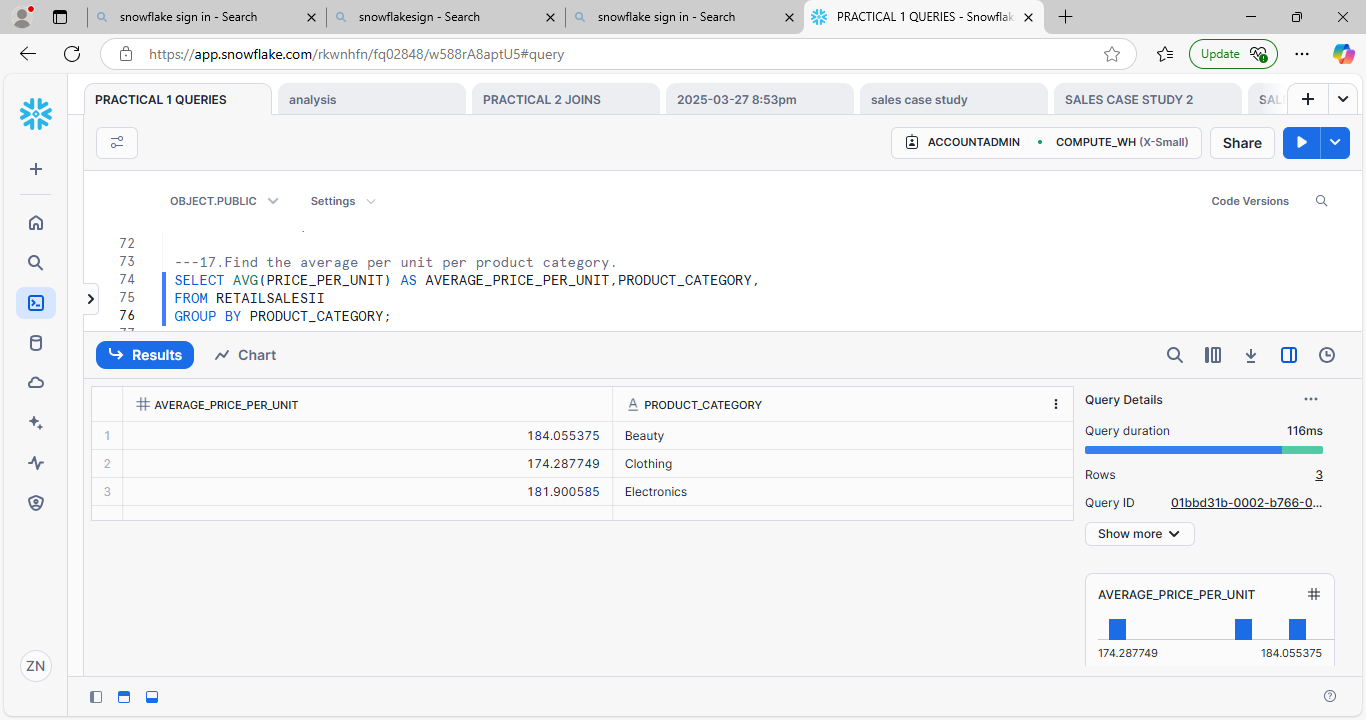 snowflake sign in - Search
snowflakesign - Search
snowflake sign in - Search
PRACTICAL 1 QUERIES - Snowflak
https://app.snowflake.com/rkwnhfn/fq02848/w588rA8aptU5#query
Update
PRACTICAL 1 QUERIES
analysis
PRACTICAL 2 JOINS
2025-03-27 8:53pm
sales case study
SALES CASE STUDY 2
SAL
ACCOUNTADMIN
COMPUTE_WH (X-Small)
Share
OBJECT.PUBLIC
Settings
Code Versions
72
73 ---17.Find the average per unit per product category.
74 SELECT AVG(PRICE_PER_UNIT) AS AVERAGE_PRICE_PER_UNIT,PRODUCT_CATEGORY,
75 FROM RETAILSALESII
76 GROUP BY PRODUCT_CATEGORY;
Results
Chart
AVERAGE_PRICE_PER_UNIT PRODUCT_CATEGORY
1 184.055375 Beauty
2 174.287749 Clothing
3 181.900585 Electronics
Query Details
Query duration 116ms
Rows 3
Query ID 01bbd31b-0002-b766-0...
Show more
AVERAGE_PRICE_PER_UNIT
174.287749 184.055375
ZN